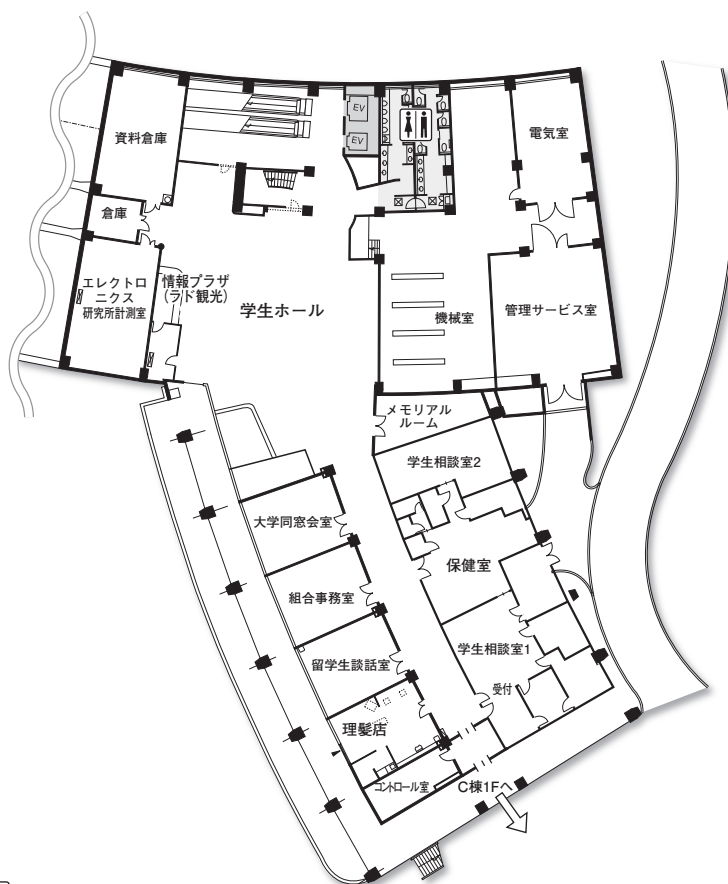 EV
EV
資料倉庫
電気室
倉庫
エレクトロ
ニクス
研究所計測室
情報プラザ
(ラド観光)
学生ホール
機械室
管理サービス室
メモリアル
ルーム
学生相談室2
大学同窓会室
保健室
組合事務室
学生相談室1
留学生談話室
受付
理髪店
コントロール室
C棟1Fへ